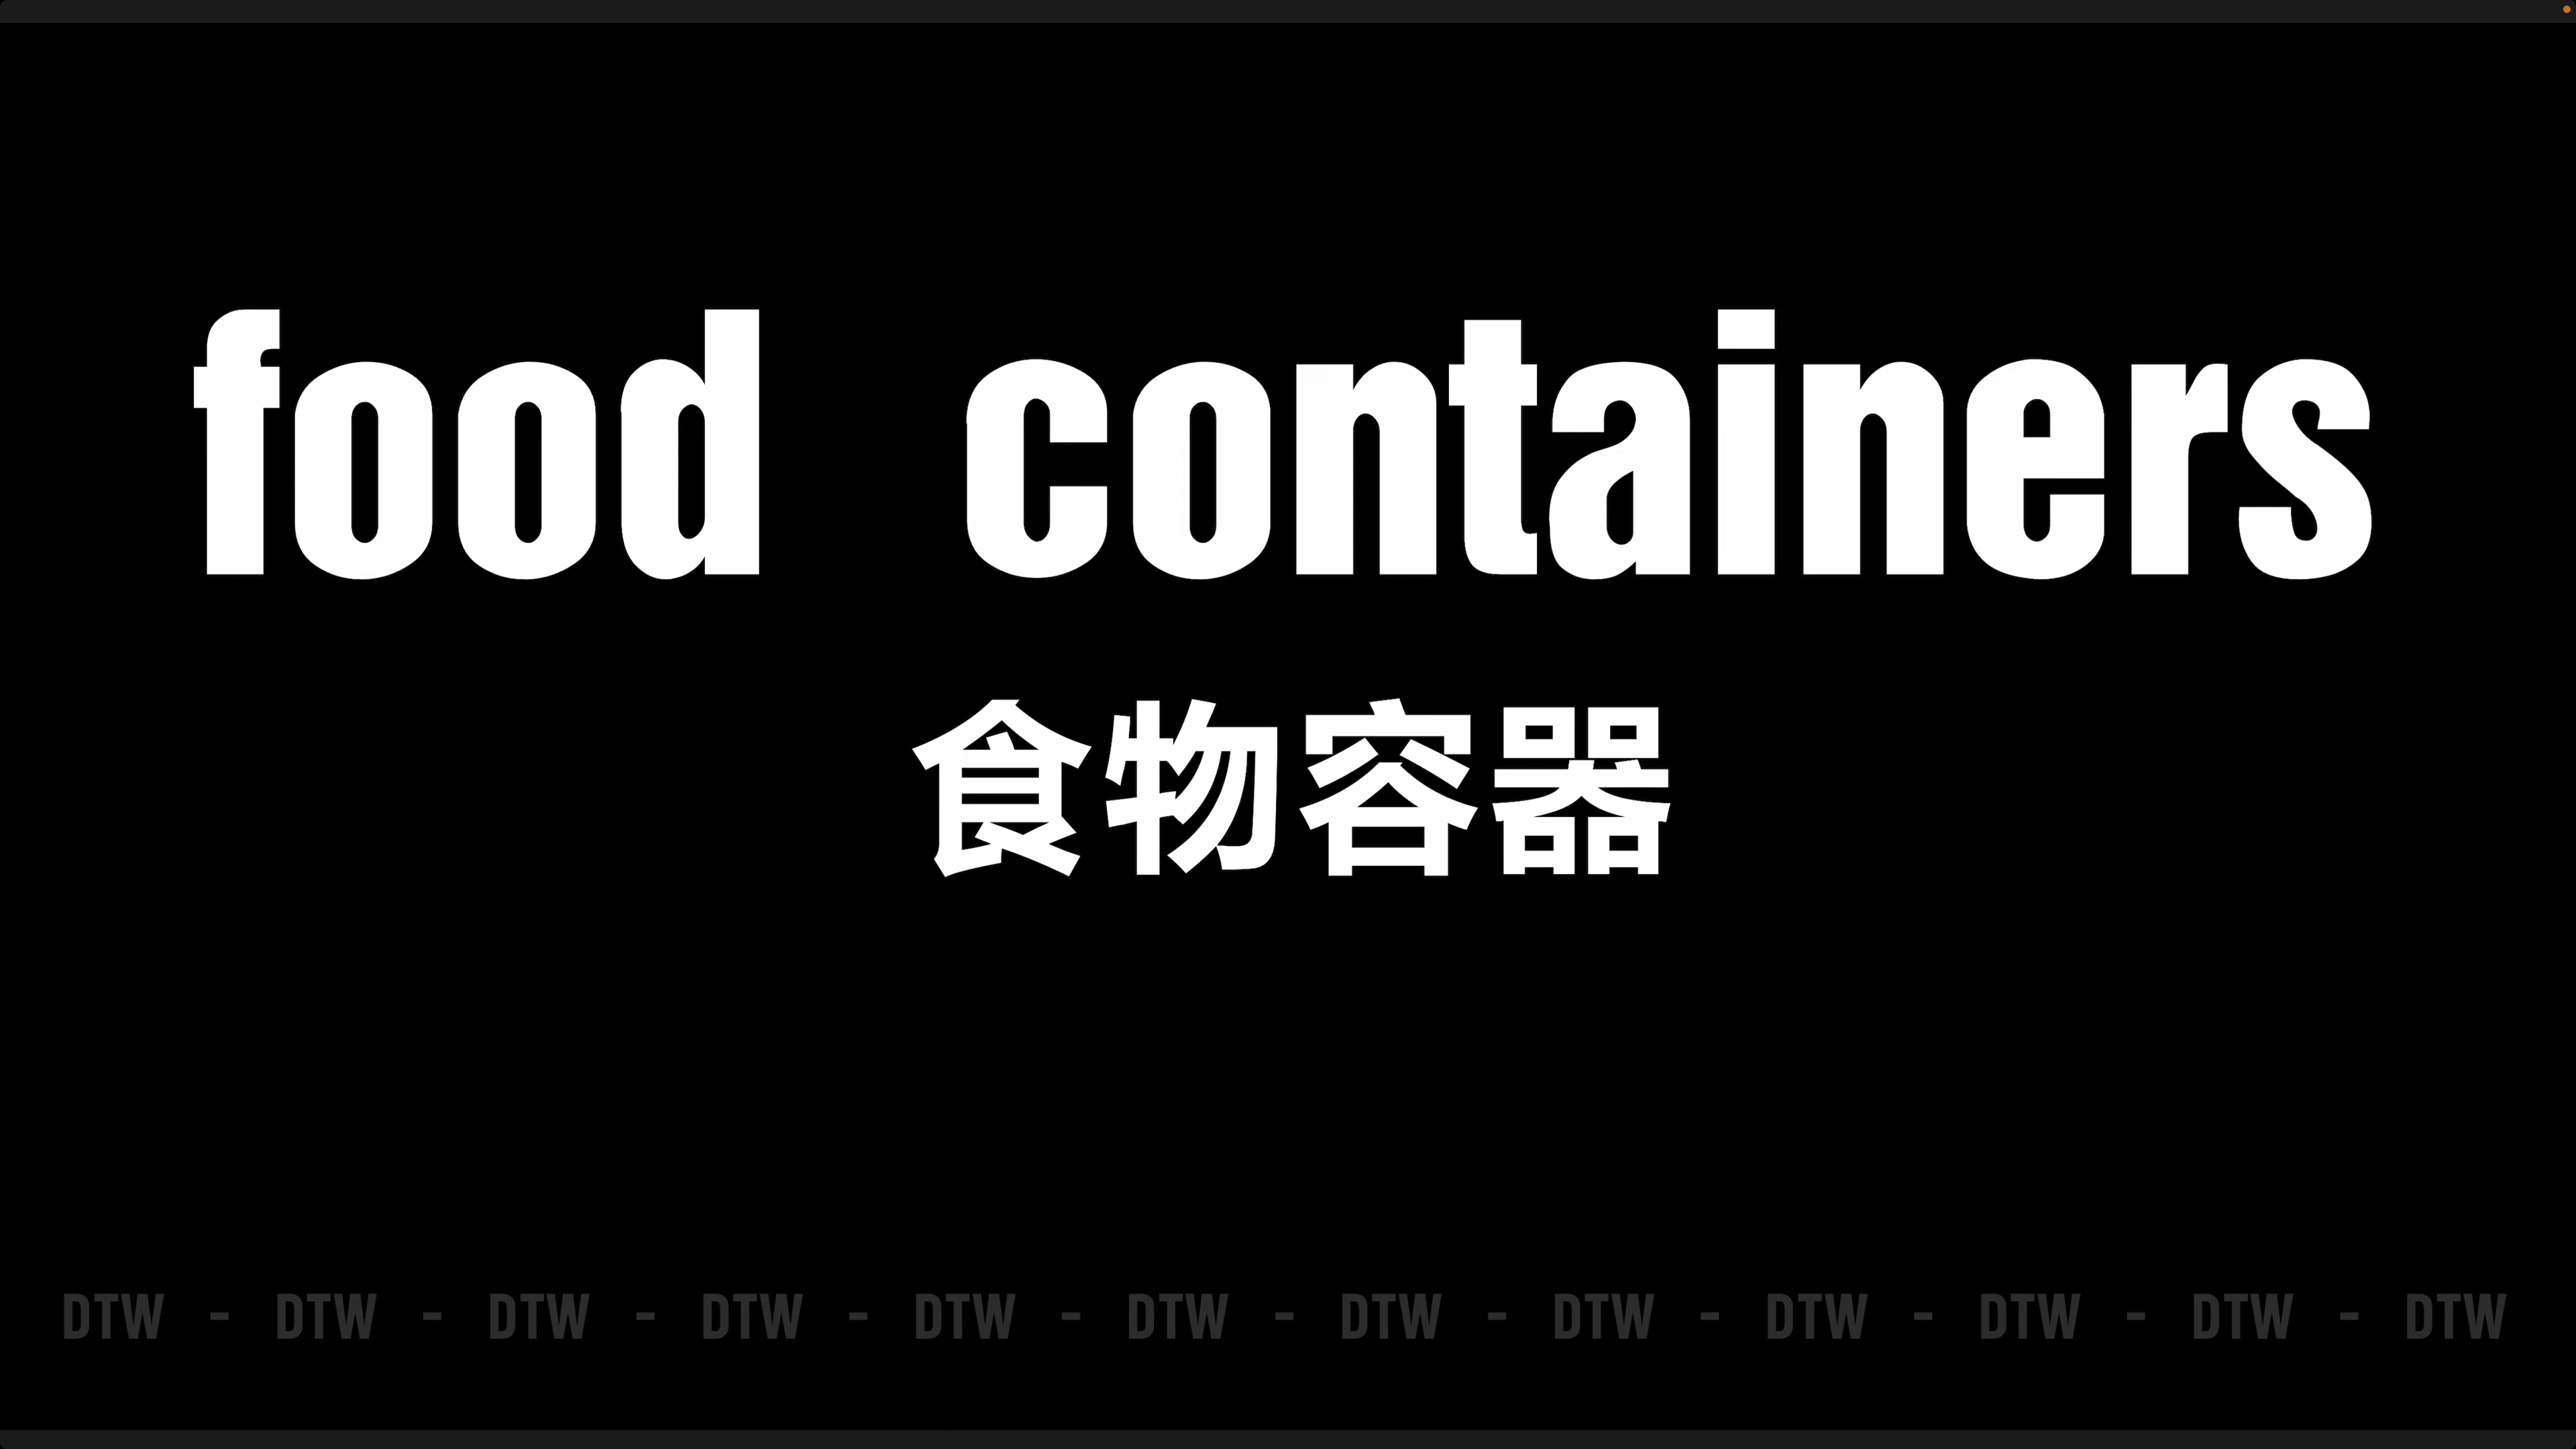 food containers
食物容器
DTW - DTW - DTW - DTW - DTW - DTW - DTW - DTW - DTW - DTW - DTW - DTW